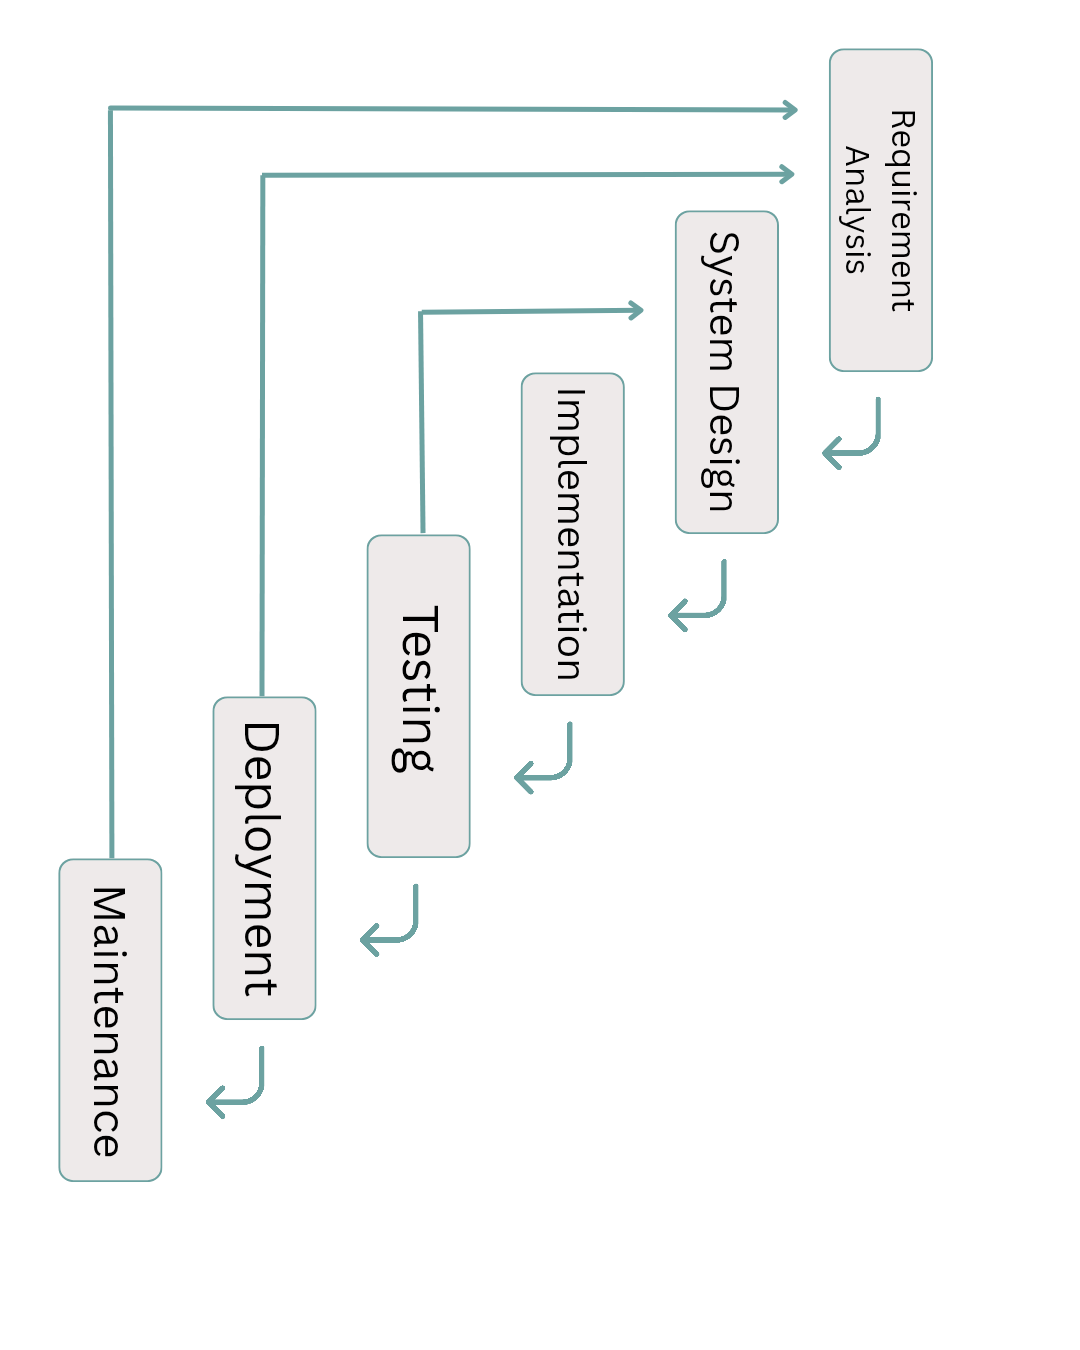 Requirement
Analysis
System Design
Implementation
Testing
Deployment
Maintenance